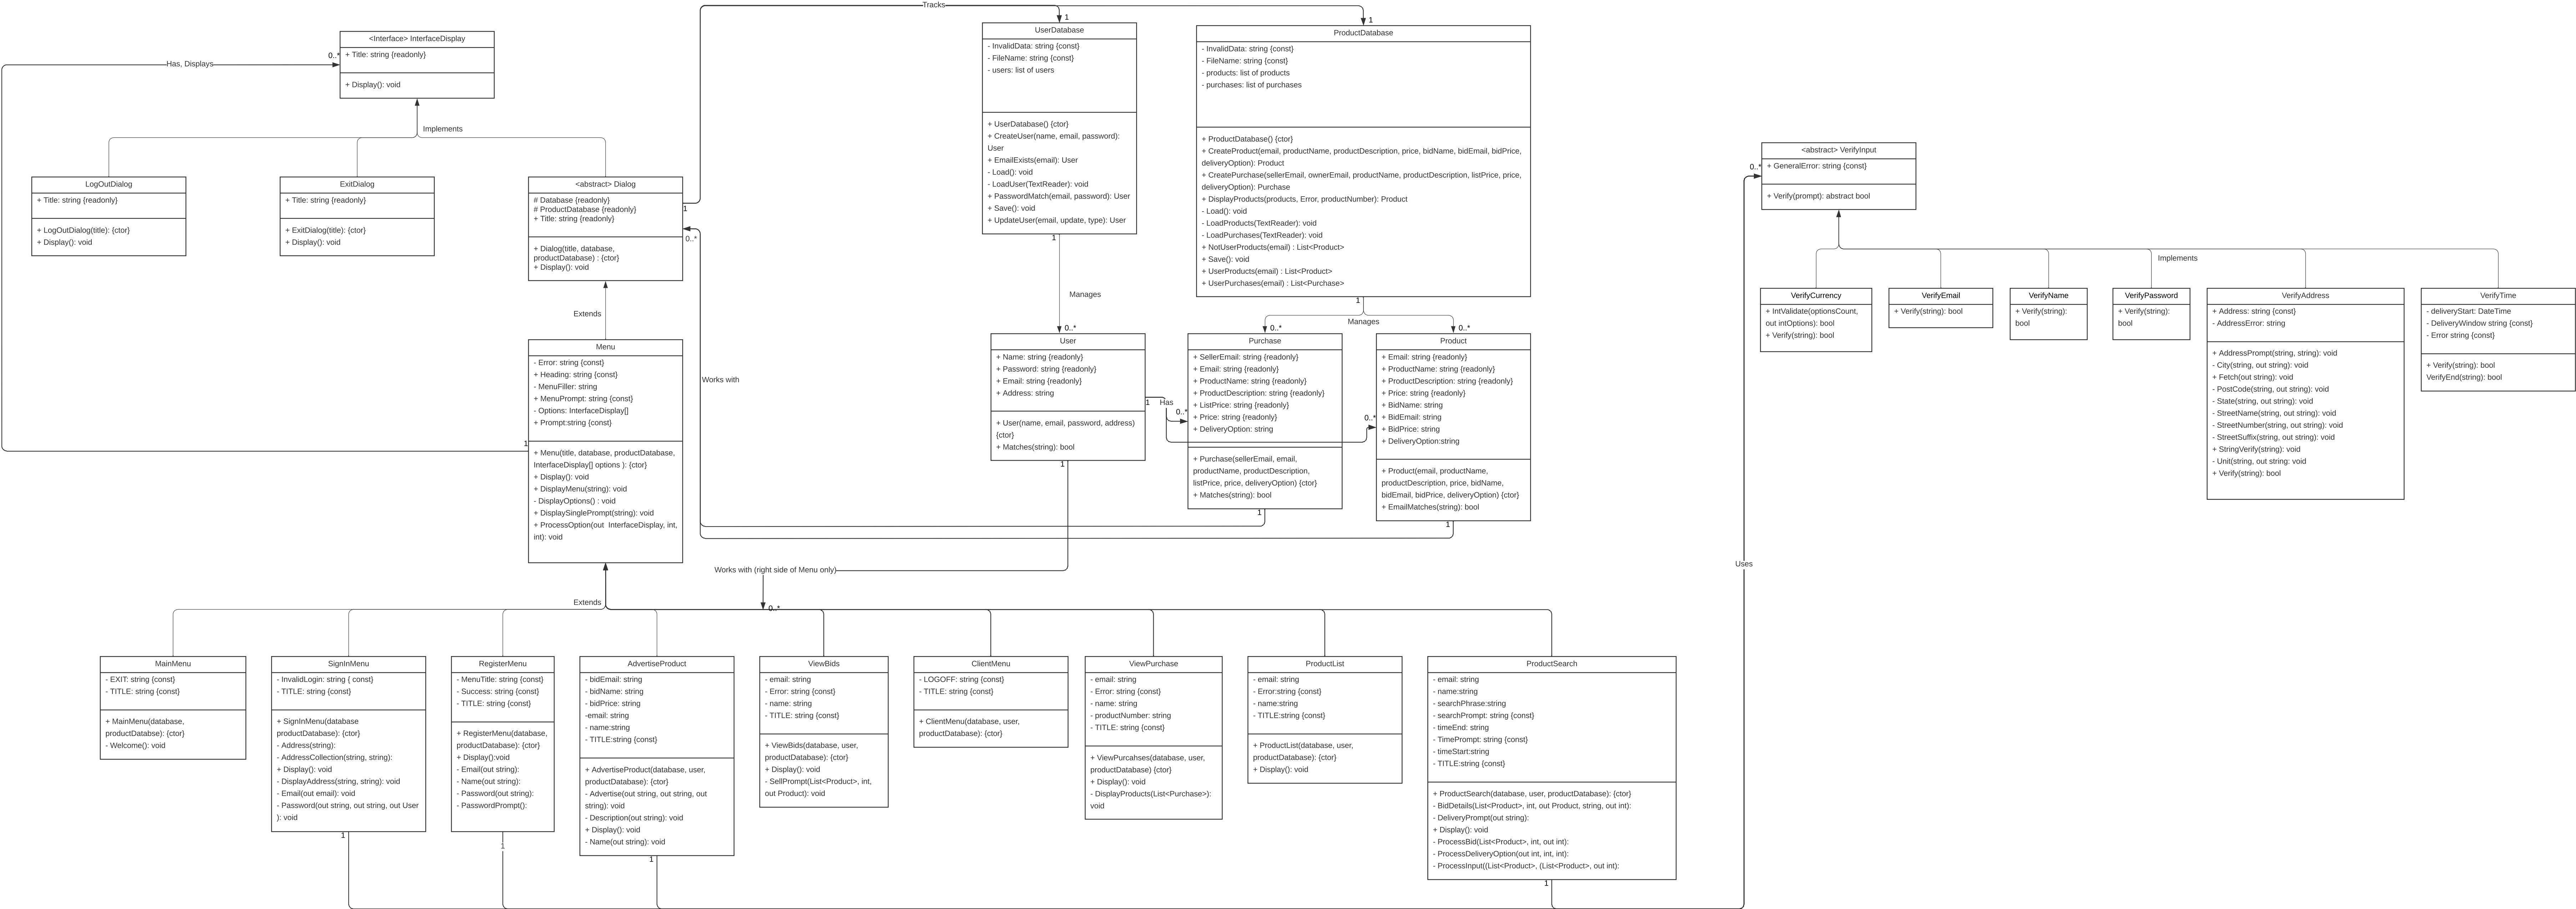 Tracks
<Interface> InterfaceDisplay
+ Title: string {readonly}
+ Display(): void
0..*
Has, Displays
Implements
LogOutDialog
+ Title: string {readonly}
+ LogOutDialog(title): {ctor}
+ Display(): void
ExitDialog
+ Title: string {readonly}
+ ExitDialog(title): {ctor}
+ Display(): void
<abstract> Dialog
# Database {readonly}
# ProductDatabase {readonly}
+ Title: string {readonly}
+ Dialog(title, database,
productDatabase) : {ctor}
+ Display(): void
1
0..*
Extends
Menu
- Error: string {const}
+ Heading: string {const}
- MenuFiller: string
+ MenuPrompt: string {const}
- Options: InterfaceDisplay[]
+ Prompt:string {const}
+ Menu(title, database, productDatabase,
InterfaceDisplay[] options ): {ctor}
+ Display(): void
+ DisplayMenu(string): void
- DisplayOptions() : void
+ DisplaySinglePrompt(string): void
+ ProcessOption(out  InterfaceDisplay, int,
int): void
1
Works with
1
UserDatabase
- InvalidData: string {const}
- FileName: string {const}
- users: list of users
+ UserDatabase() {ctor}
+ CreateUser(name, email, password):
User
+ EmailExists(email): User
- Load(): void
- LoadUser(TextReader): void
+ PasswordMatch(email, password): User
+ Save(): void
+ UpdateUser(email, update, type): User
1
Manages
0..*
1
ProductDatabase
- InvalidData: string {const}
- FileName: string {const}
- products: list of products
- purchases: list of purchases
+ ProductDatabase() {ctor}
+ CreateProduct(email, productName, productDescription, price, bidName, bidEmail, bidPrice,
deliveryOption): Product
+ CreatePurchase(sellerEmail, ownerEmail, productName, productDescription, listPrice, price,
deliveryOption): Purchase
+ DisplayProducts(products, Error, productNumber): Product
- Load(): void
- LoadProducts(TextReader): void
- LoadPurchases(TextReader): void
+ NotUserProducts(email) : List<Product>
+ Save(): void
+ UserProducts(email) : List<Product>
+ UserPurchases(email) : List<Purchase>
1
Manages
0..*
0..*
User
+ Name: string {readonly}
+ Password: string {readonly}
+ Email: string {readonly}
+ Address: string
+ User(name, email, password, address)
{ctor}
+ Matches(string): bool
1
Has
0..*
0..*
1
Purchase
+ SellerEmail: string {readonly}
+ Email: string {readonly}
+ ProductName: string {readonly}
+ ProductDescription: string {readonly}
+ ListPrice: string {readonly}
+ Price: string {readonly}
+ DeliveryOption: string
+ Purchase(sellerEmail, email,
productName, productDescription,
listPrice, price, deliveryOption) {ctor}
+ Matches(string): bool
1
Product
+ Email: string {readonly}
+ ProductName: string {readonly}
+ ProductDescription: string {readonly}
+ Price: string {readonly}
+ BidName: string
+ BidEmail: string
+ BidPrice: string
+ DeliveryOption:string
+ Product(email, productName,
productDescription, price, bidName,
bidEmail, bidPrice, deliveryOption) {ctor}
+ EmailMatches(string): bool
1
<abstract> VerifyInput
+ GeneralError: string {const}
+ Verify(prompt): abstract bool
0..*
Implements
VerifyCurrency
+ IntValidate(optionsCount,
out intOptions): bool
+ Verify(string): bool
VerifyEmail
+ Verify(string): bool
VerifyName
+ Verify(string):
bool
VerifyPassword
+ Verify(string):
bool
VerifyAddress
+ Address: string {const}
- AddressError: string
+ AddressPrompt(string, string): void
- City(string, out string): void
+ Fetch(out string): void
- PostCode(string, out string): void
- State(string, out string): void
- StreetName(string, out string): void
- StreetNumber(string, out string): void
- StreetSuffix(string, out string): void
+ StringVerify(string): void
- Unit(string, out string: void
+ Verify(string): bool
VerifyTime
- deliveryStart: DateTime
- DeliveryWindow string {const}
- Error string {const}
+ Verify(string): bool
VerifyEnd(string): bool
Uses
Works with (right side of Menu only)
0..*
Extends
MainMenu
- EXIT: string {const}
- TITLE: string {const}
+ MainMenu(database,
productDatabse): {ctor}
- Welcome(): void
SignInMenu
- InvalidLogin: string { const}
- TITLE: string {const}
+ SignInMenu(database
productDatabase): {ctor}
- Address(string):
- AddressCollection(string, string):
+ Display(): void
- DisplayAddress(string, string): void
- Email(out email): void
- Password(out string, out string, out User
): void
1
RegisterMenu
- MenuTitle: string {const}
- Success: string {const}
- TITLE: string {const}
+ RegisterMenu(database,
productDatabase): {ctor}
+ Display():void
- Email(out string):
- Name(out string):
- Password(out string):
- PasswordPrompt():
1
AdvertiseProduct
- bidEmail: string
- bidName: string
- bidPrice: string
-email: string
- name:string
- TITLE:string {const}
+ AdvertiseProduct(database, user,
productDatabase): {ctor}
- Advertise(out string, out string, out
string): void
- Description(out string): void
+ Display(): void
- Name(out string): void
1
ViewBids
- email: string
- Error: string {const}
- name: string
- TITLE: string {const}
+ ViewBids(database, user,
productDatabase): {ctor}
+ Display(): void
- SellPrompt(List<Product>, int,
out Product): void
ClientMenu
- LOGOFF: string {const}
- TITLE: string {const}
+ ClientMenu(database, user,
productDatabase): {ctor}
ViewPurchase
- email: string
- Error: string {const}
- name: string
- productNumber: string
- TITLE: string {const}
+ ViewPurcahses(database, user,
productDatabase) {ctor}
+ Display(): void
- DisplayProducts(List<Purchase>):
void
ProductList
- email: string
- Error:string {const}
- name:string
- TITLE:string {const}
+ ProductList(database, user,
productDatabase): {ctor}
+ Display(): void
ProductSearch
- email: string
- name:string
- searchPhrase:string
- searchPrompt: string {const}
- timeEnd: string
- TimePrompt: string {const}
- timeStart:string
- TITLE:string {const}
+ ProductSearch(database, user, productDatabase): {ctor}
- BidDetails(List<Product>, int, out Product, string, out int):
- DeliveryPrompt(out string):
+ Display(): void
- ProcessBid(List<Product>, int, out int):
- ProcessDeliveryOption(out int, int, int):
- ProcessInput((List<Product>, (List<Product>, out int):
1